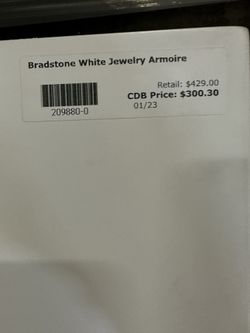 Bradstone White Jewelry Armoire
Retail: $429.00
CDB Price: $300.30
01/23
209880-0